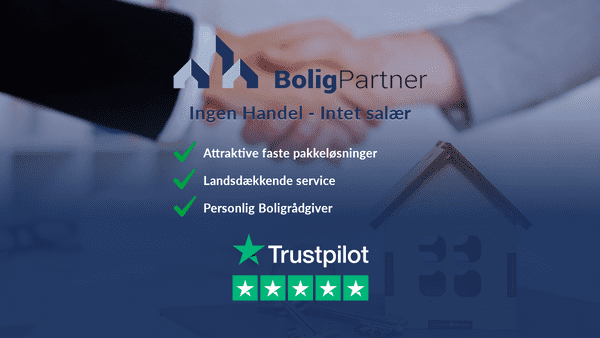 BoligPartner
Ingen Handel - Intet salær
Attraktive faste pakkeløsninger
Landsdækkende service
Personlig Boligrådgiver
Trustpilot